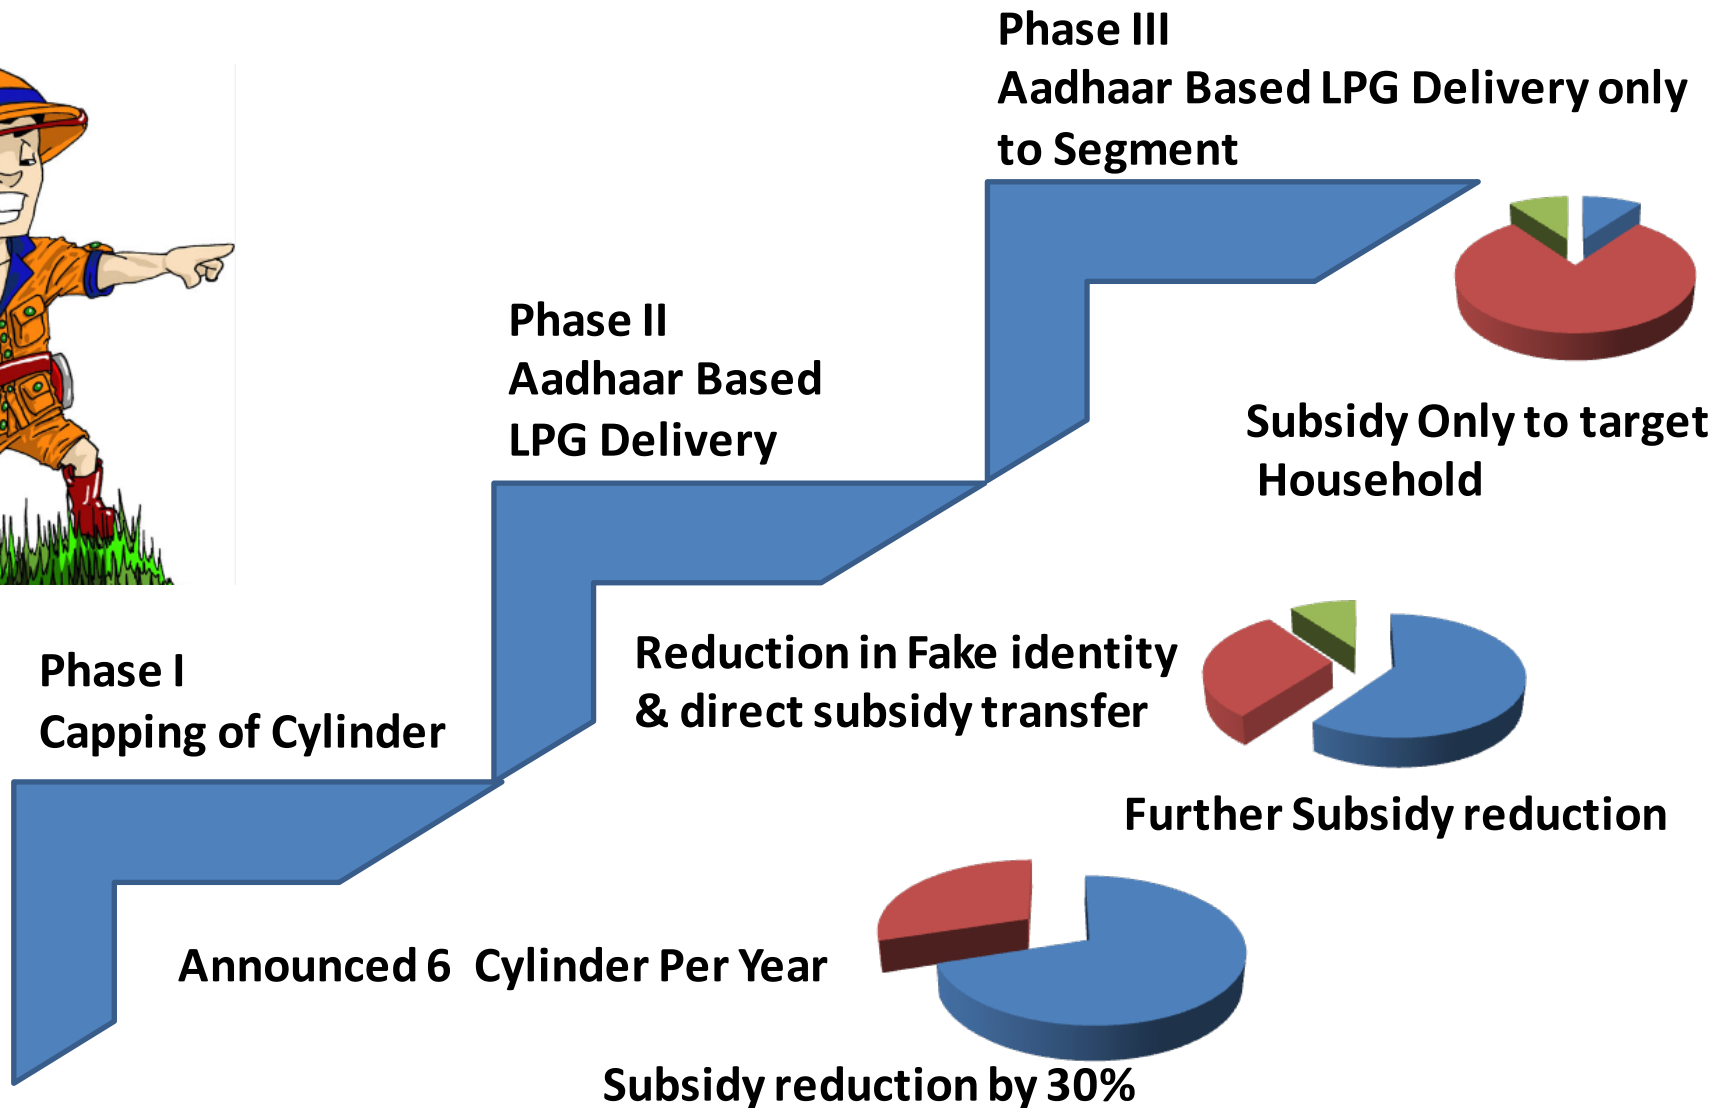 Phase III
Aadhaar Based LPG Delivery only
to Segment
Subsidy Only to target
Household
Phase II
Aadhaar Based
LPG Delivery
Reduction in Fake identity
& direct subsidy transfer
Further Subsidy reduction
Phase I
Capping of Cylinder
Announced 6 Cylinder Per Year
Subsidy reduction by 30%